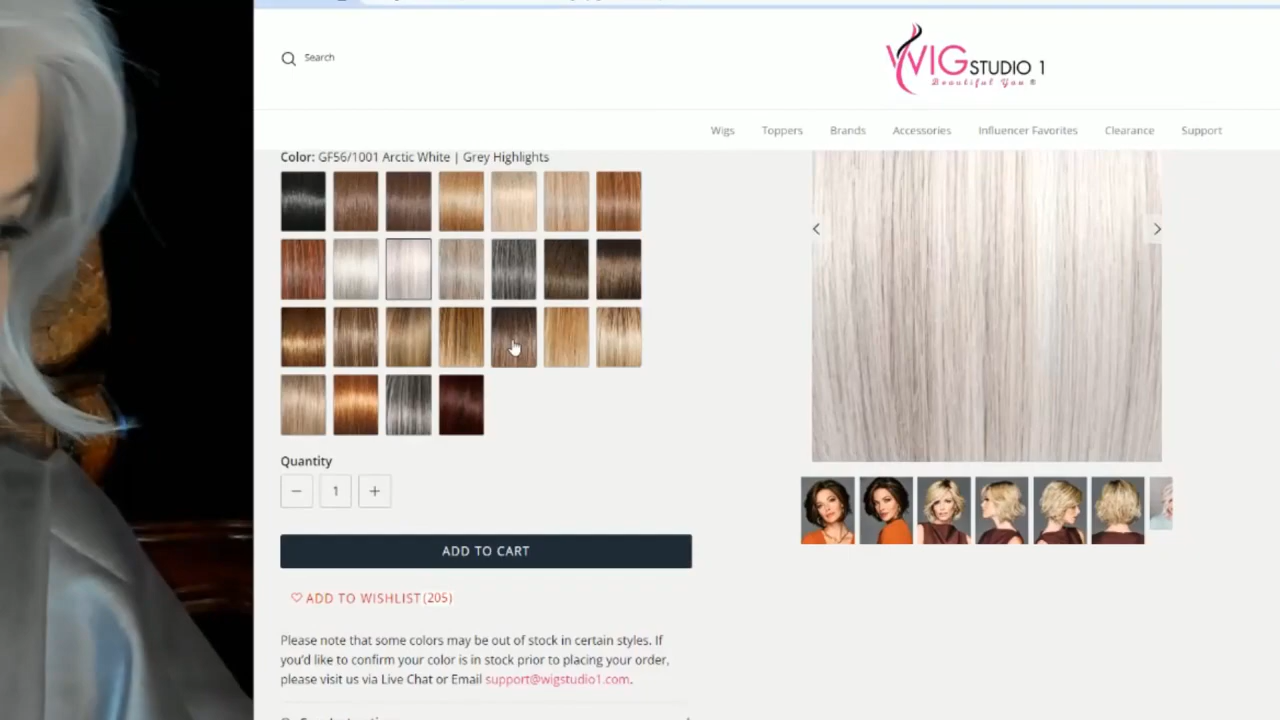 Search
WIG STUDIO 1
Beautiful You ®
Wigs Toppers Brands Accessories Influencer Favorites Clearance Support
Color: GF56/1001 Arctic White | Grey Highlights
Quantity
− 1 +
ADD TO CART
ADD TO WISHLIST (205)
Please note that some colors may be out of stock in certain styles. If
you'd like to confirm your color is in stock prior to placing your order,
please visit us via Live Chat or Email support@wigstudio1.com.